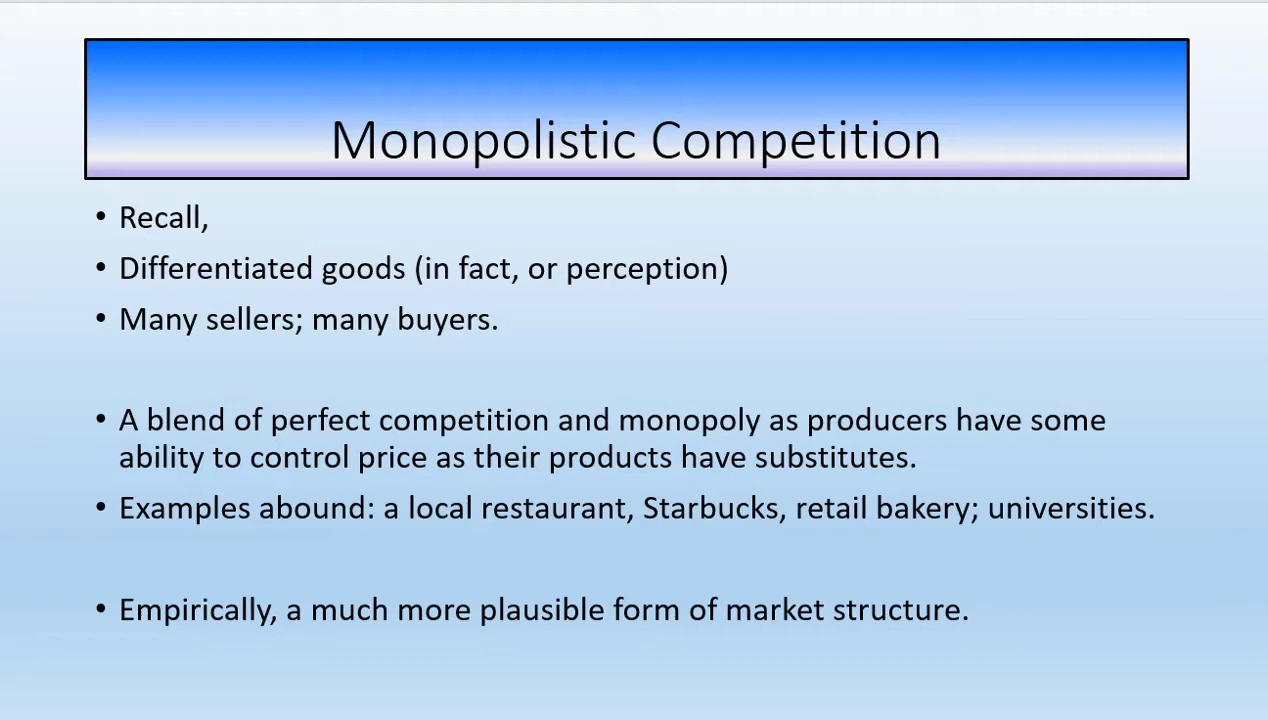 Monopolistic Competition
• Recall,
• Differentiated goods (in fact, or perception)
• Many sellers; many buyers.
• A blend of perfect competition and monopoly as producers have some
ability to control price as their products have substitutes.
• Examples abound: a local restaurant, Starbucks, retail bakery; universities.
• Empirically, a much more plausible form of market structure.